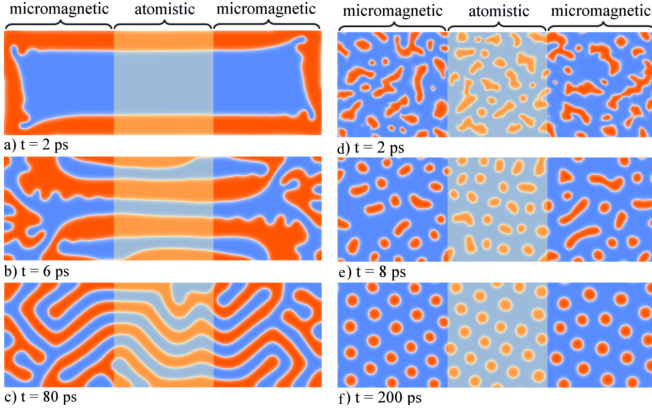 micromagnetic atomistic micromagnetic
micromagnetic atomistic micromagnetic
a) t = 2 ps
d) t = 2 ps
b) t = 6 ps
e) t = 8 ps
c) t = 80 ps
f) t = 200 ps